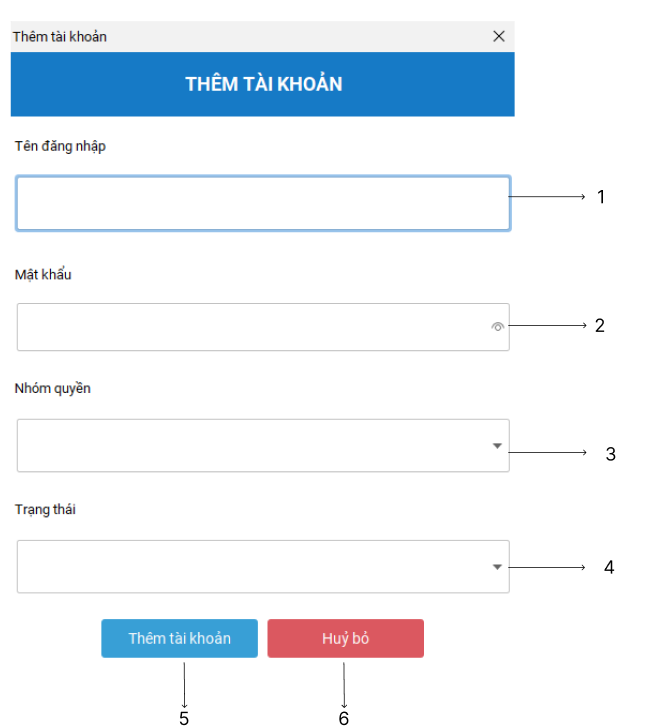 Thêm tài khoản
THÊM TÀI KHOẢN
Tên đăng nhập
1
Mật khẩu
2
Nhóm quyền
3
Trạng thái
4
Thêm tài khoản Huỷ bỏ
5 6